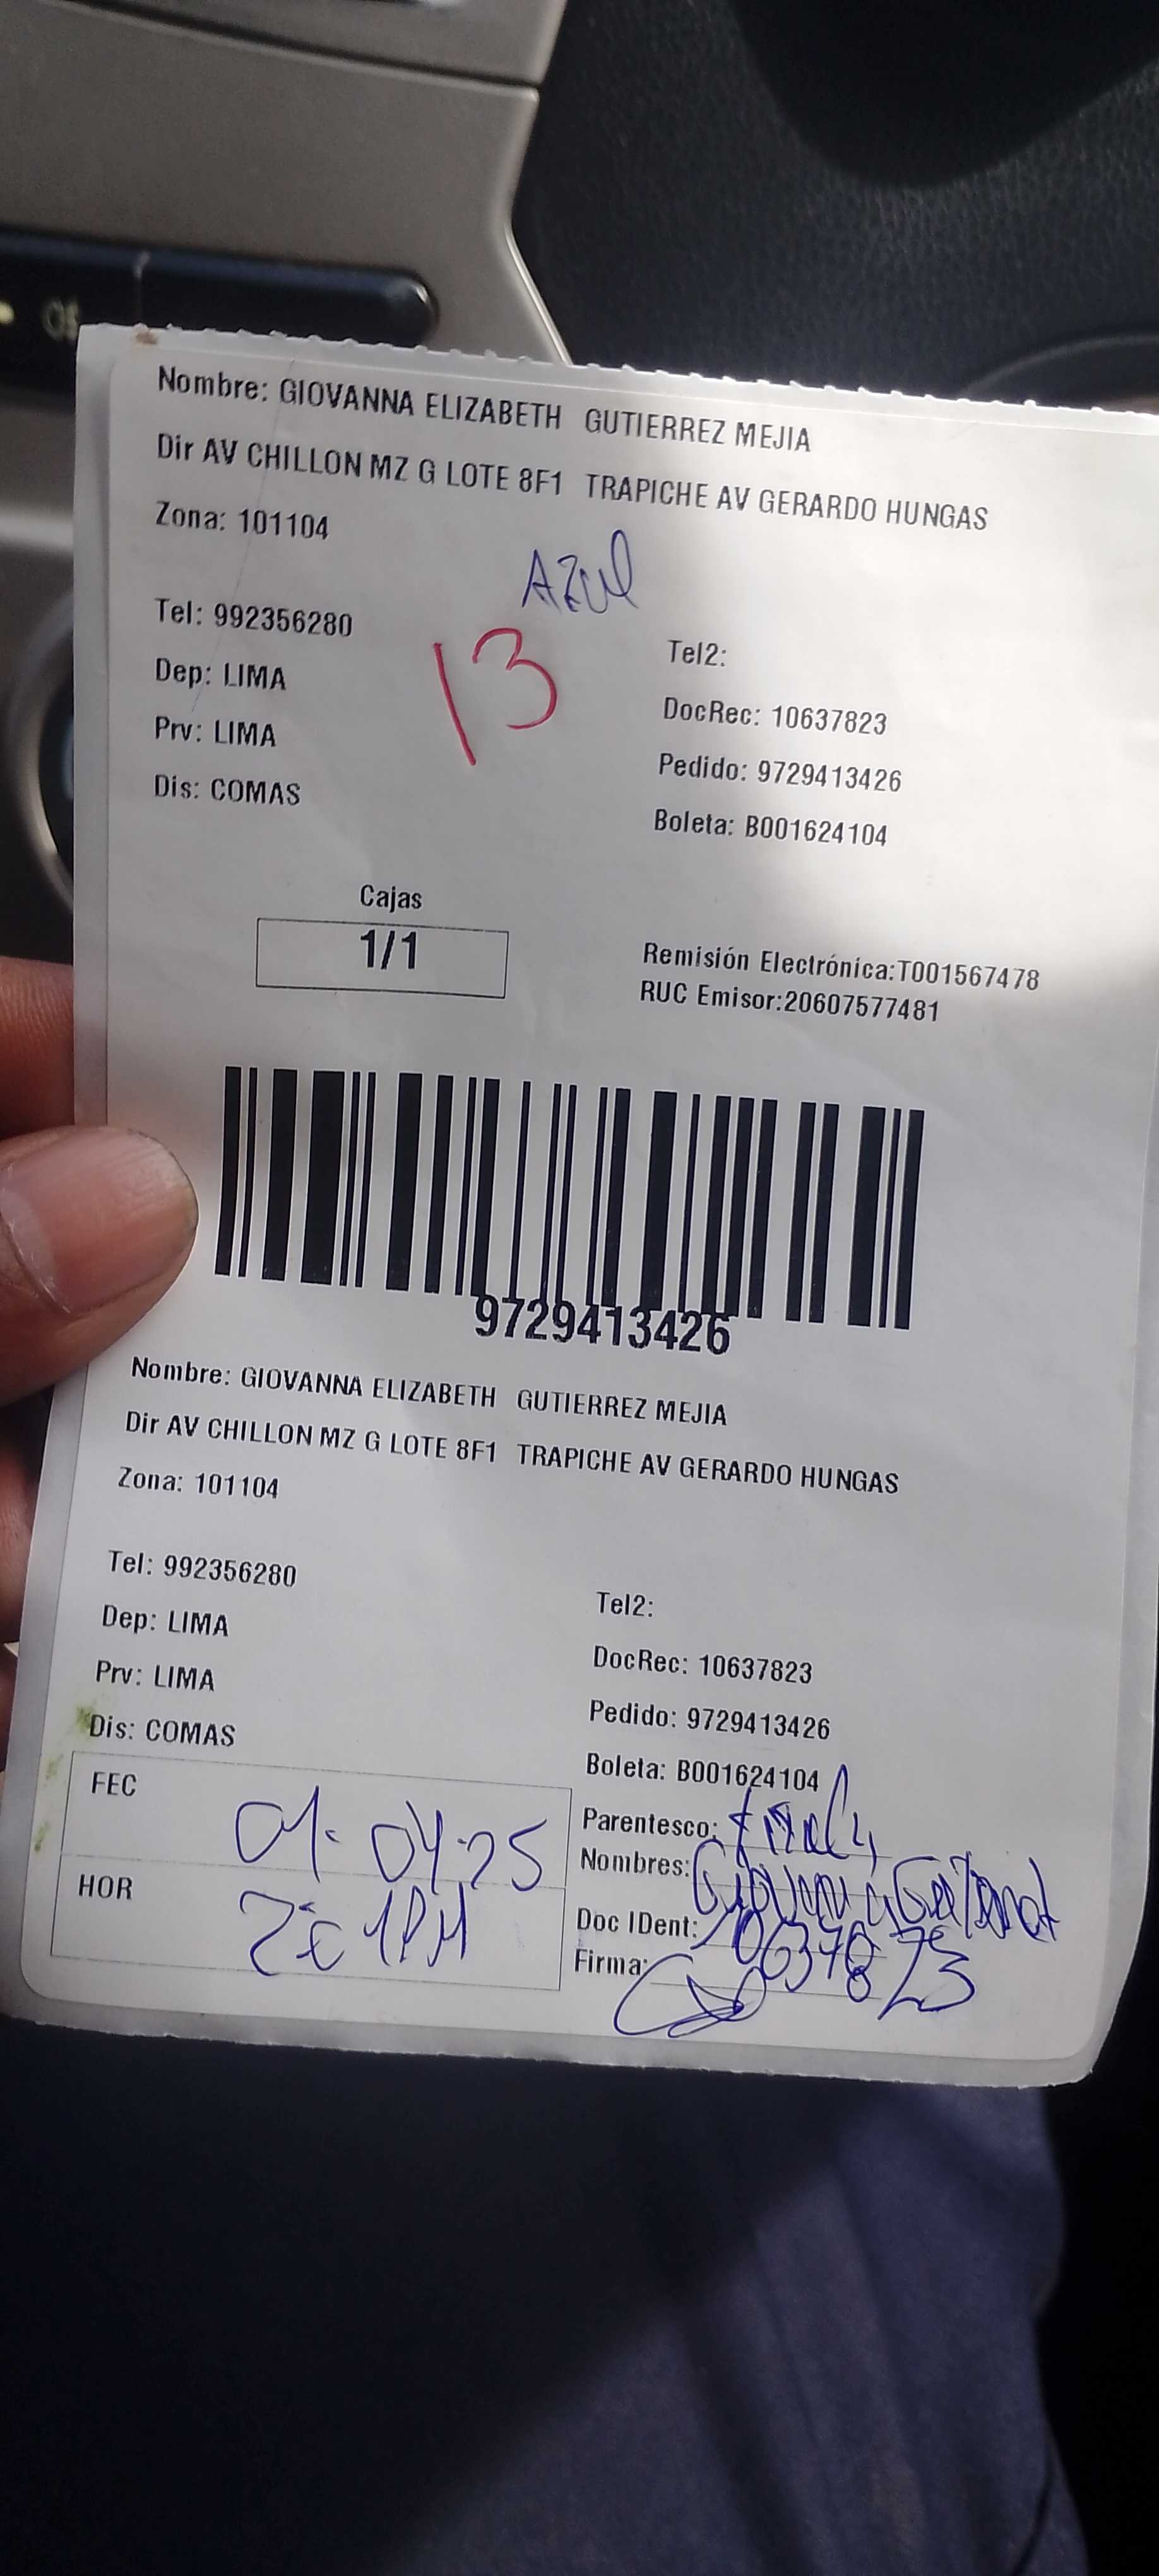 Nombre: GIOVANNA ELIZABETH GUTIERREZ MEJIA
Dir AV CHILLON MZ G LOTE 8F1 TRAPICHE AV GERARDO HUNGAS
Zona: 101104
AZUL
13
Tel: 992356280
Tel2:
Dep: LIMA
DocRec: 10637823
Prv: LIMA
Pedido: 9729413426
Dis: COMAS
Boleta: B001624104
Cajas
1/1
Remisión Electrónica:T001567478
RUC Emisor:20607577481
9729413426
Nombre: GIOVANNA ELIZABETH GUTIERREZ MEJIA
Dir AV CHILLON MZ G LOTE 8F1 TRAPICHE AV GERARDO HUNGAS
Zona: 101104
Tel: 992356280
Tel2:
Dep: LIMA
DocRec: 10637823
Prv: LIMA
Pedido: 9729413426
Dis: COMAS
Boleta: B001624104
FEC
Parentesco:
Nombres:
HOR
Doc IDent: 10637823
Firma: